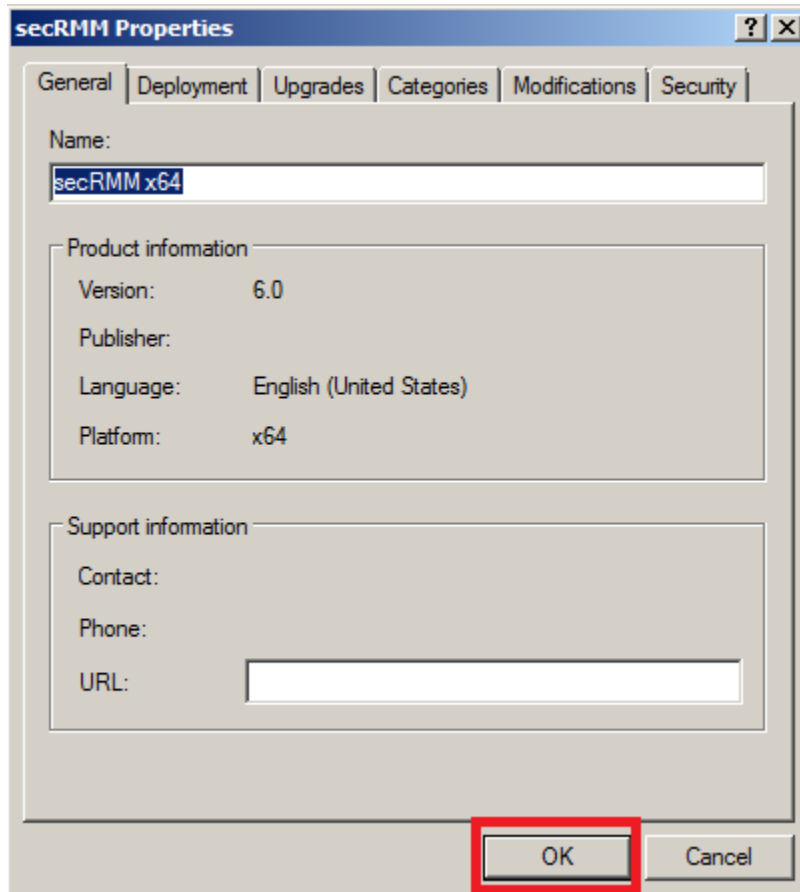 secRMM Properties
General Deployment Upgrades Categories Modifications Security
Name:
secRMM x64
Product information
Version: 6.0
Publisher:
Language: English (United States)
Platform: x64
Support information
Contact:
Phone:
URL:
OK Cancel